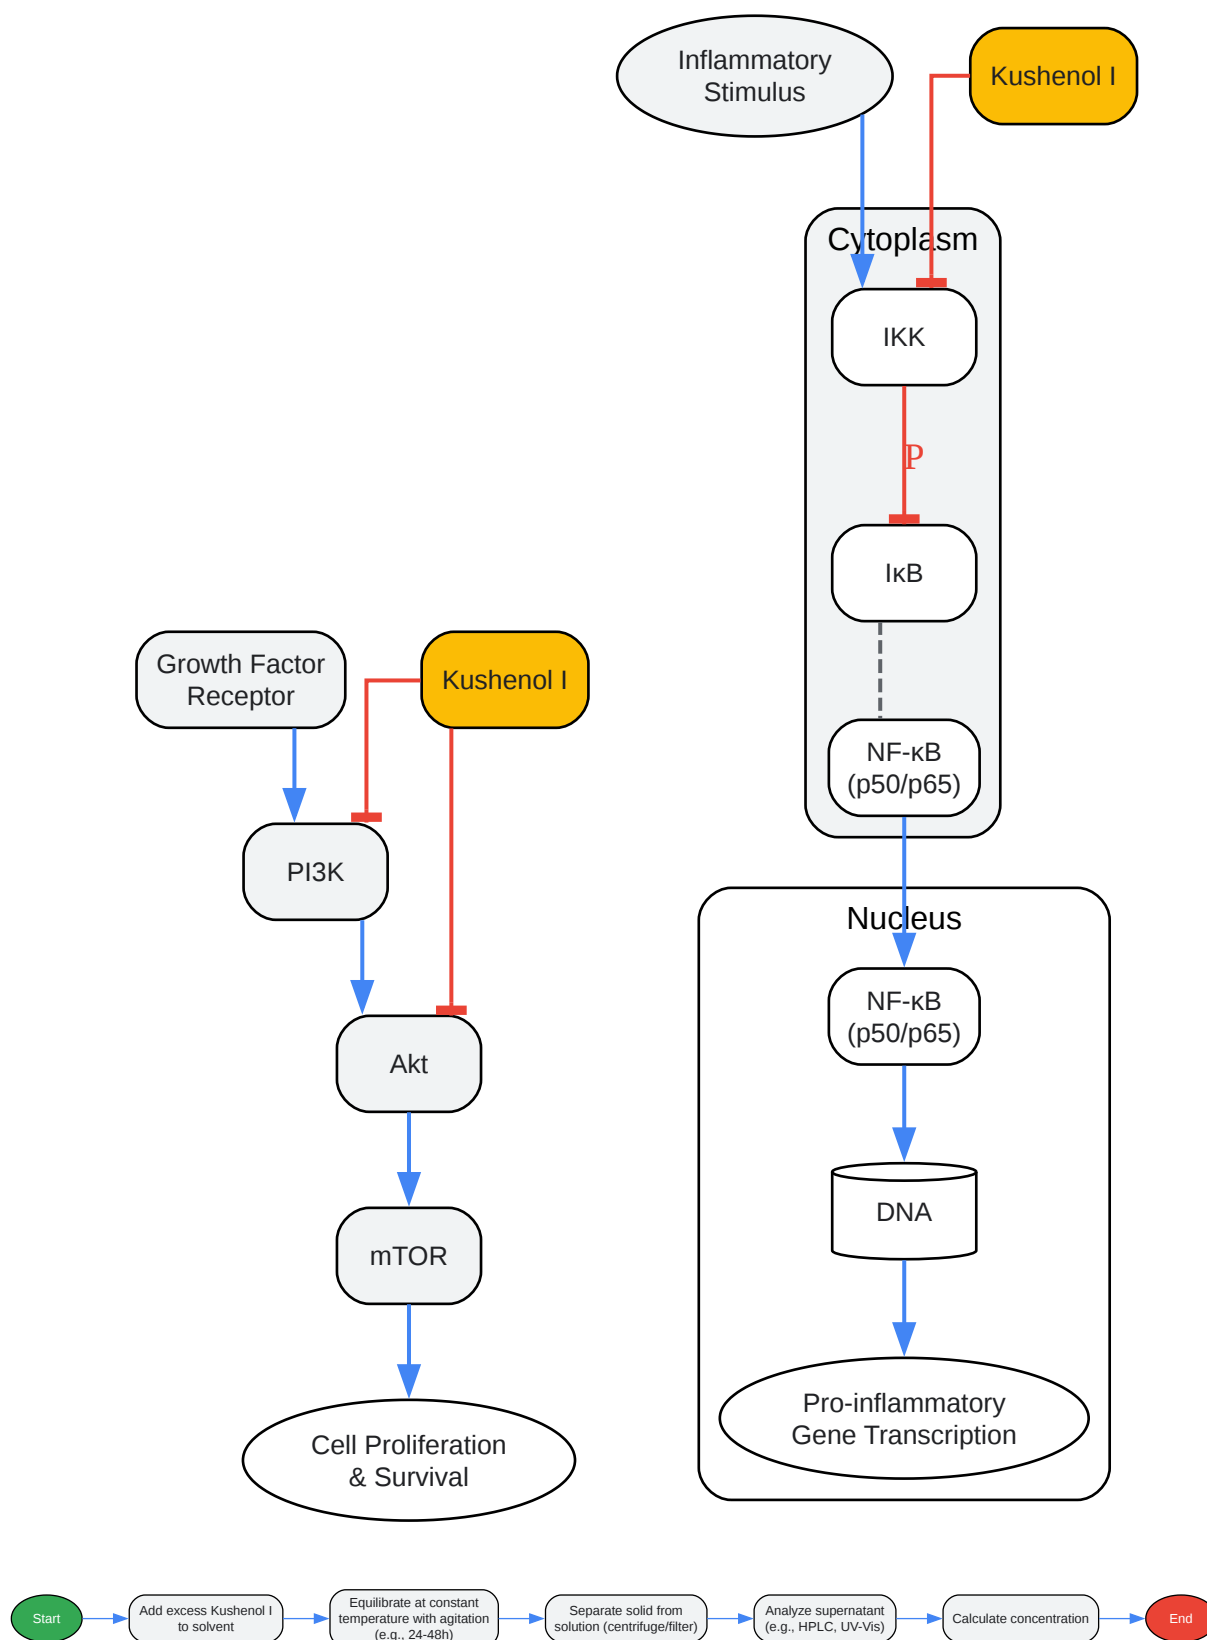 Inflammatory
Stimulus
Kushenol I
Cytoplasm
IKK
P
IκB
NF-κB
(p50/p65)
Growth Factor
Receptor
Kushenol I
PI3K
Akt
mTOR
Cell Proliferation
& Survival
Nucleus
NF-κB
(p50/p65)
DNA
Pro-inflammatory
Gene Transcription
Start
Add excess Kushenol I
to solvent
Equilibrate at constant
temperature with agitation
(e.g., 24-48h)
Separate solid from
solution (centrifuge/filter)
Analyze supernatant
(e.g., HPLC, UV-Vis)
Calculate concentration
End